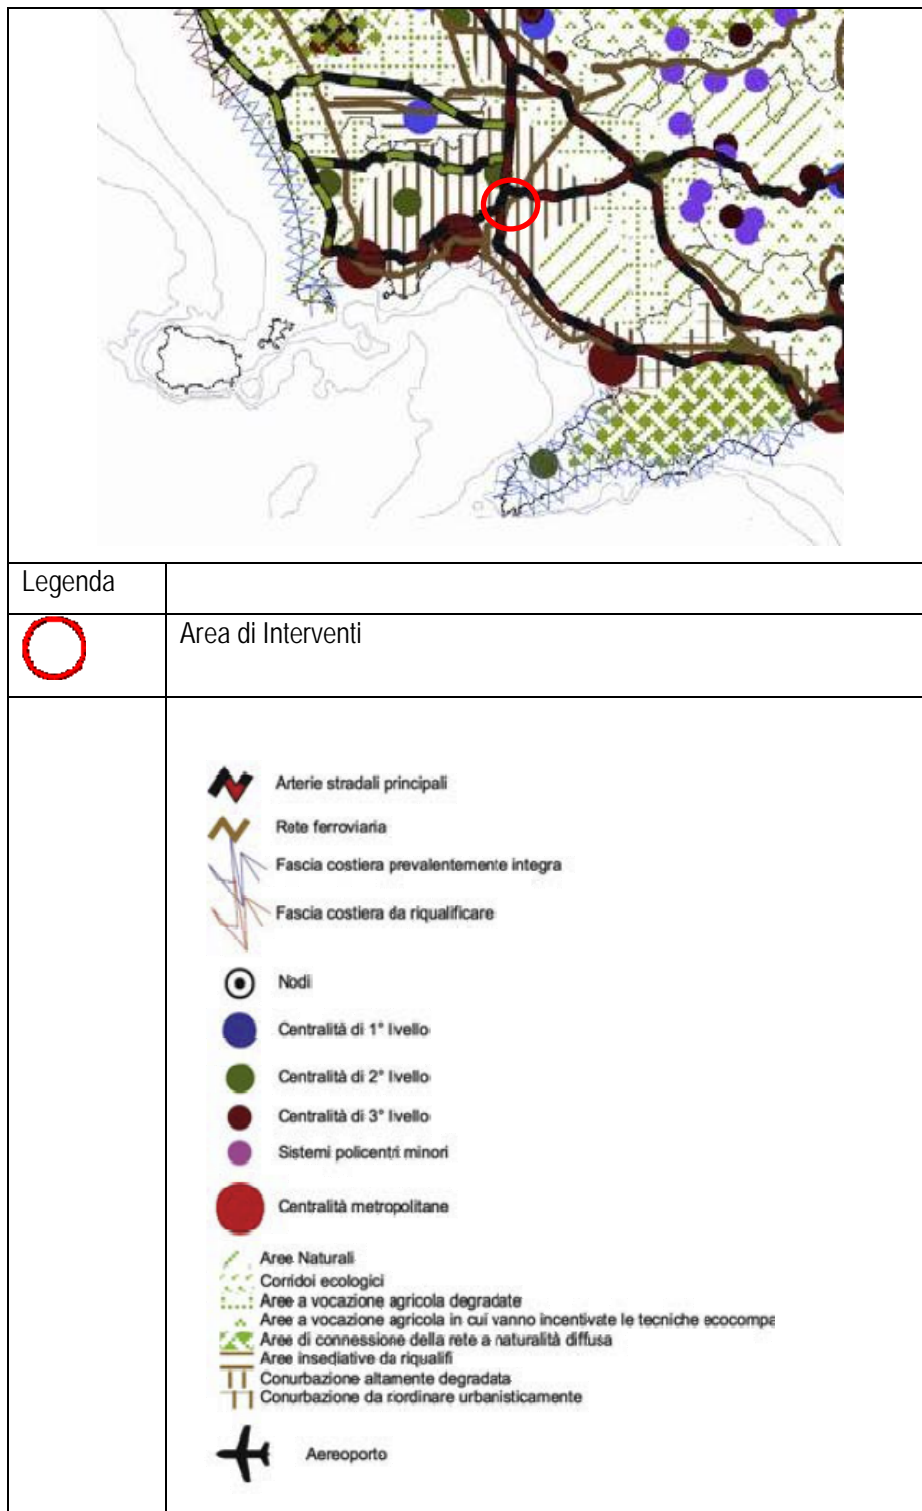 Legenda
Area di Interventi
Arterie stradali principali
Rete ferroviaria
Fascia costiera prevalentemente integra
Fascia costiera da riqualificare
Nodi
Centralità di 1° livello
Centralità di 2° livello
Centralità di 3° livello
Sistemi policentri minori
Centralità metropolitane
Aree Naturali
Corridoi ecologici
Aree a vocazione agricola degradate
Aree a vocazione agricola in cui vanno incentivate le tecniche ecocompa
Aree di connessione della rete a naturalità diffusa
Aree insediative da riqualifi
Conurbazione altamente degradata
Conurbazione da riordinare urbanisticamente
Aereoporto